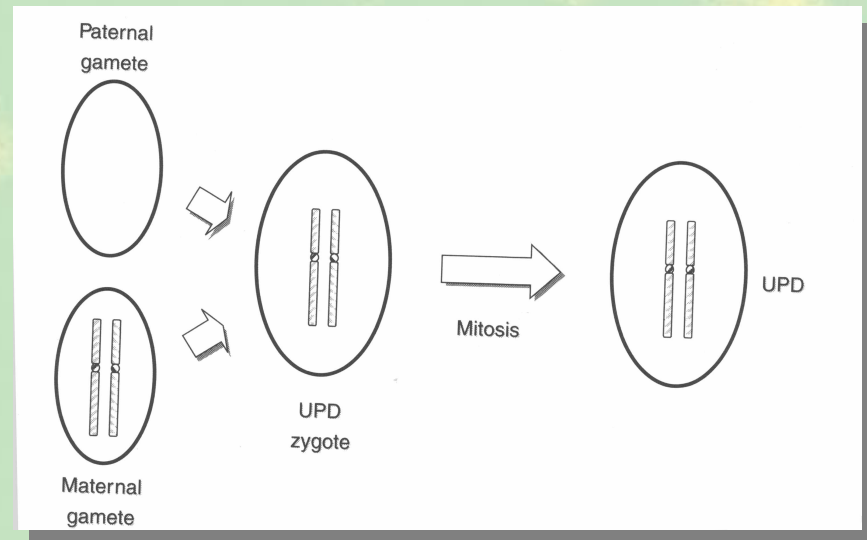 Paternal
gamete
Maternal
gamete
UPD
zygote
Mitosis
UPD